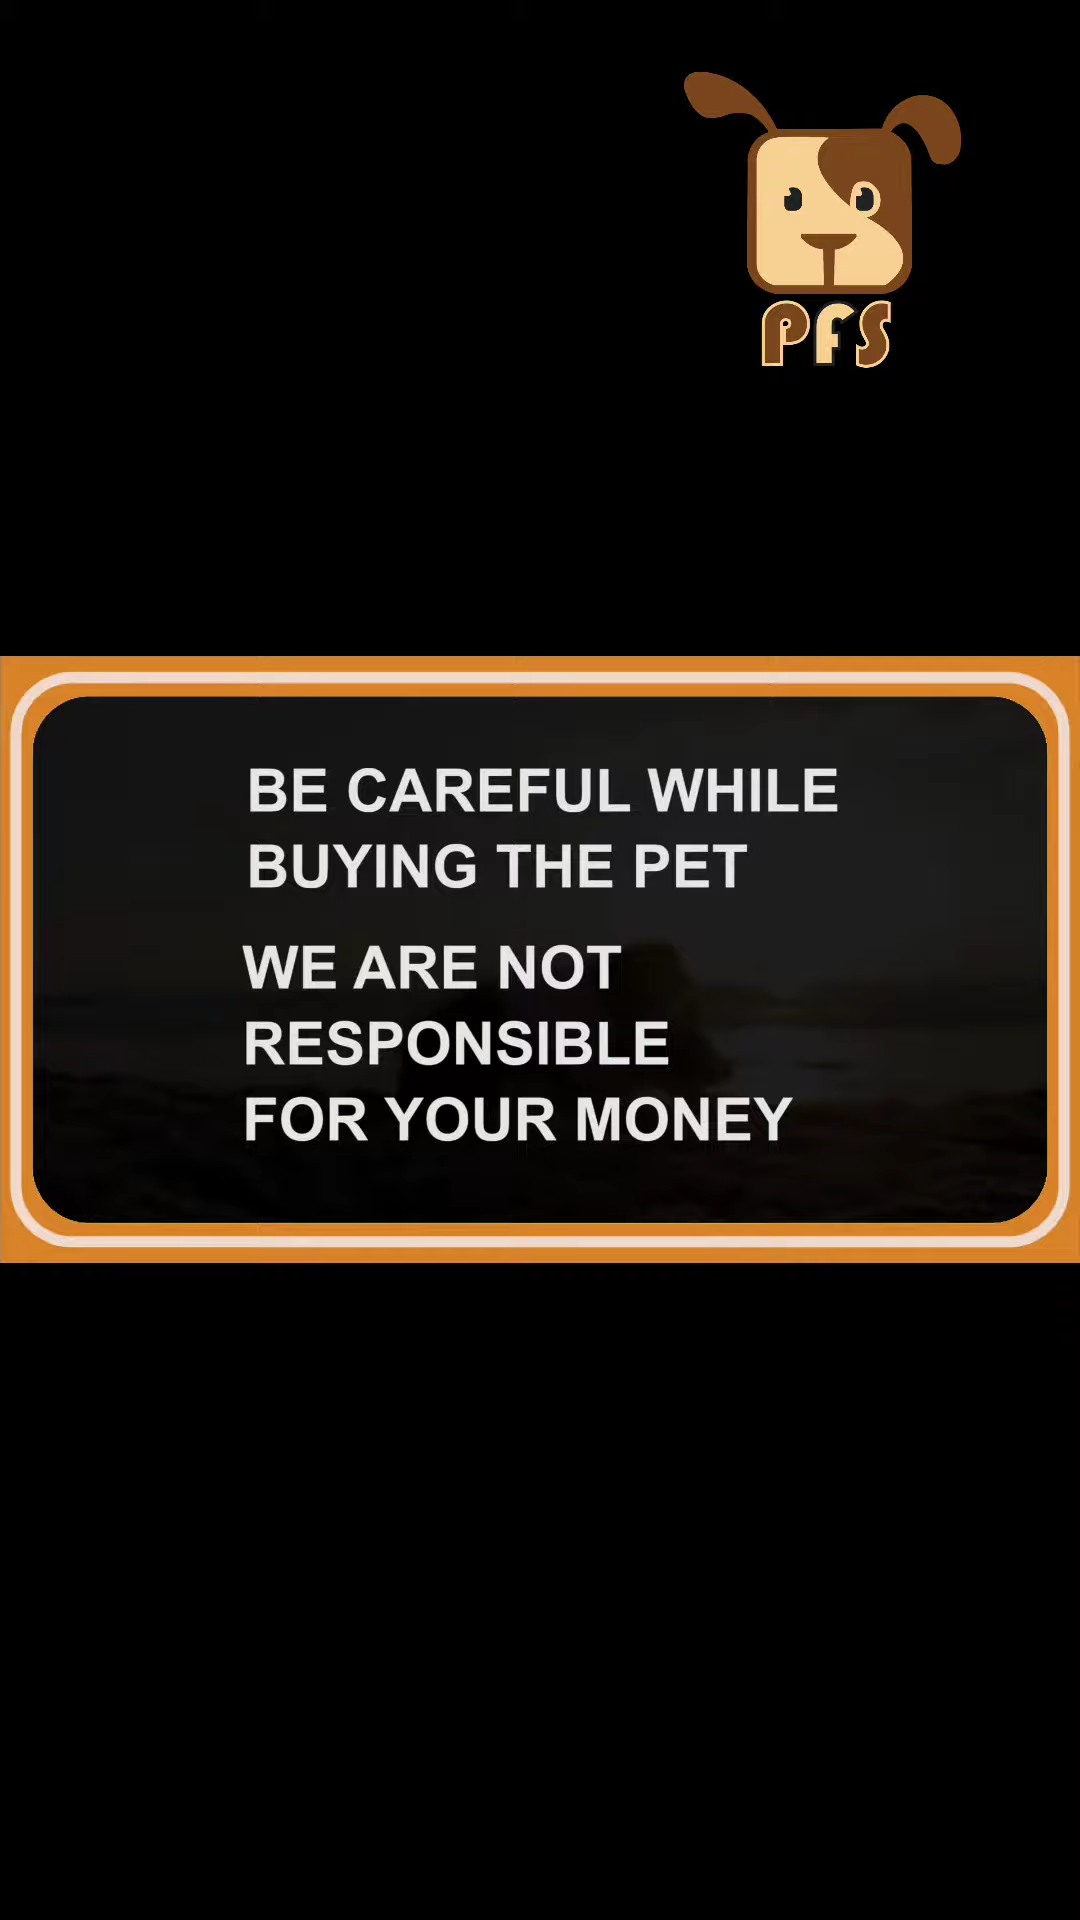 PFS
BE CAREFUL WHILE
BUYING THE PET
WE ARE NOT
RESPONSIBLE
FOR YOUR MONEY